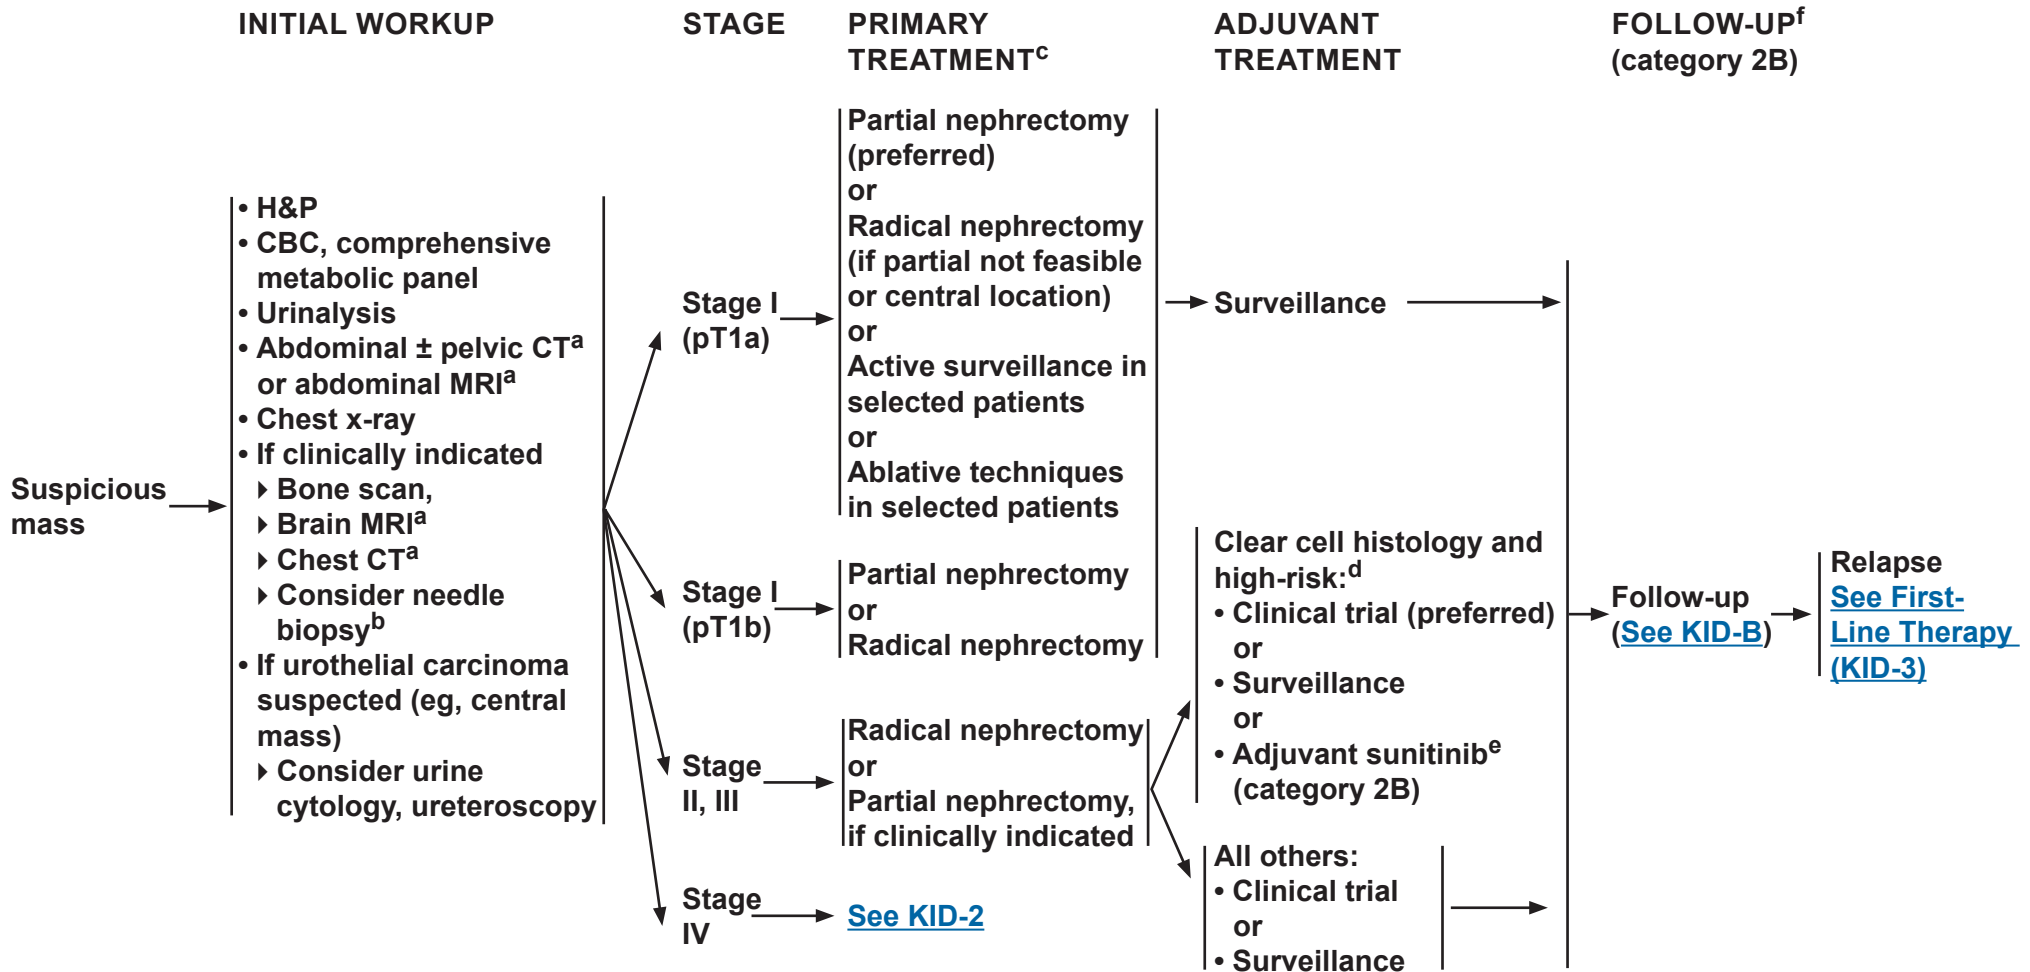 INITIAL WORKUP
STAGE
PRIMARY
TREATMENTᶜ
ADJUVANT
TREATMENT
FOLLOW-UPᶠ
(category 2B)
Suspicious
mass
• H&P
• CBC, comprehensive
metabolic panel
• Urinalysis
• Abdominal ± pelvic CTᵃ
or abdominal MRIᵃ
• Chest x-ray
• If clinically indicated
▸ Bone scan,
▸ Brain MRIᵃ
▸ Chest CTᵃ
▸ Consider needle
biopsyᵇ
• If urothelial carcinoma
suspected (eg, central
mass)
▸ Consider urine
cytology, ureteroscopy
Stage I
(pT1a)
Partial nephrectomy
(preferred)
or
Radical nephrectomy
(if partial not feasible
or central location)
or
Active surveillance in
selected patients
or
Ablative techniques
in selected patients
Surveillance
Stage I
(pT1b)
Partial nephrectomy
or
Radical nephrectomy
Stage
II, III
Radical nephrectomy
or
Partial nephrectomy,
if clinically indicated
Clear cell histology and
high-risk:ᵈ
• Clinical trial (preferred)
or
• Surveillance
or
• Adjuvant sunitinibᵉ
(category 2B)
All others:
• Clinical trial
or
• Surveillance
Stage
IV
See KID-2
Follow-up
(See KID-B)
Relapse
See First-
Line Therapy
(KID-3)